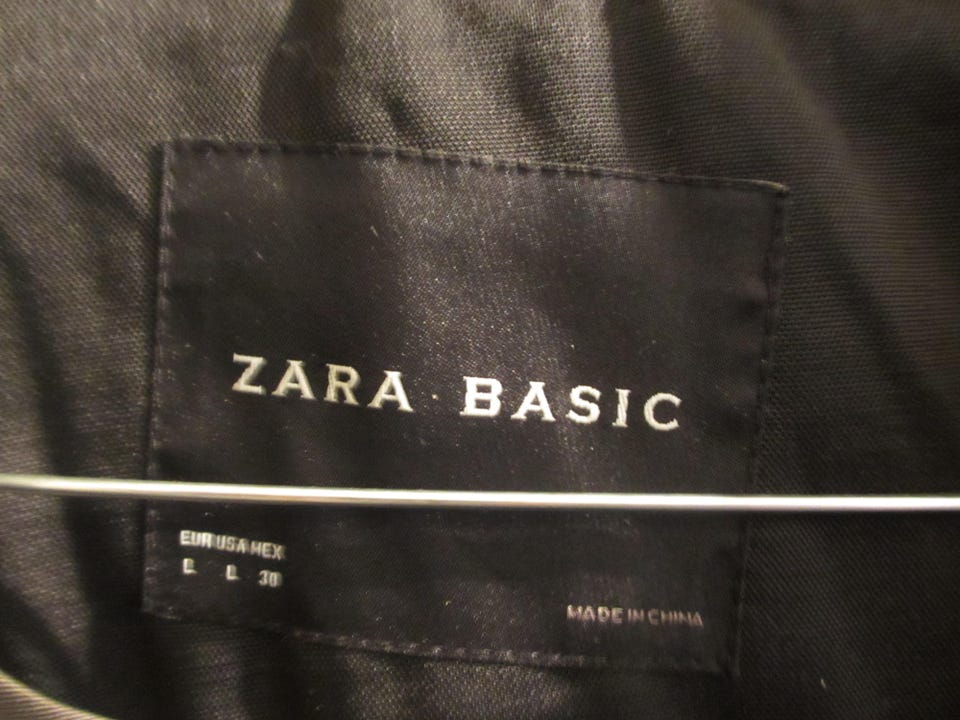 ZARA BASIC
EUR USA MEX
L L 30
MADE IN CHINA